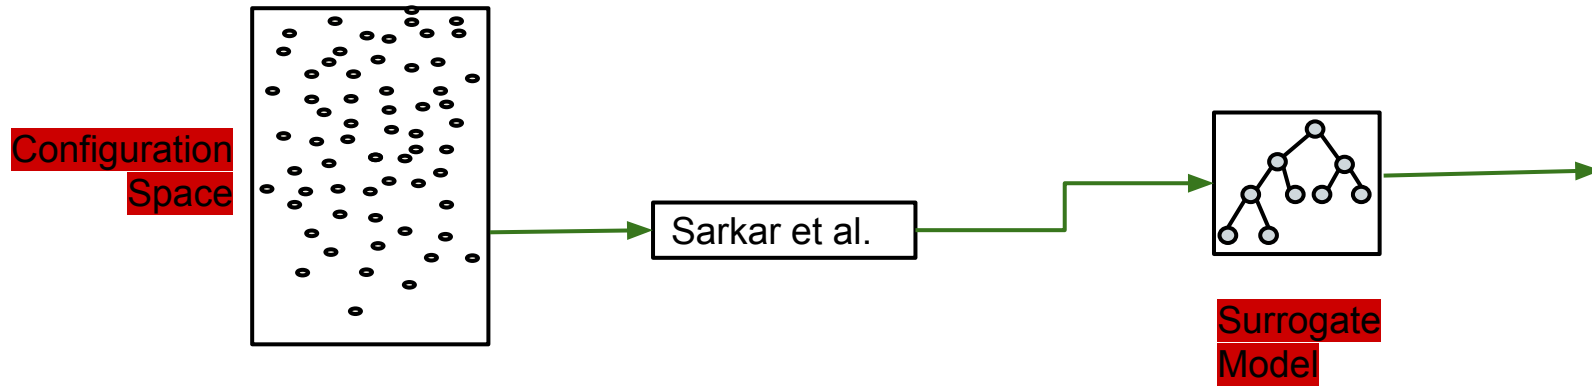 Configuration
Space
Sarkar et al.
Surrogate
Model